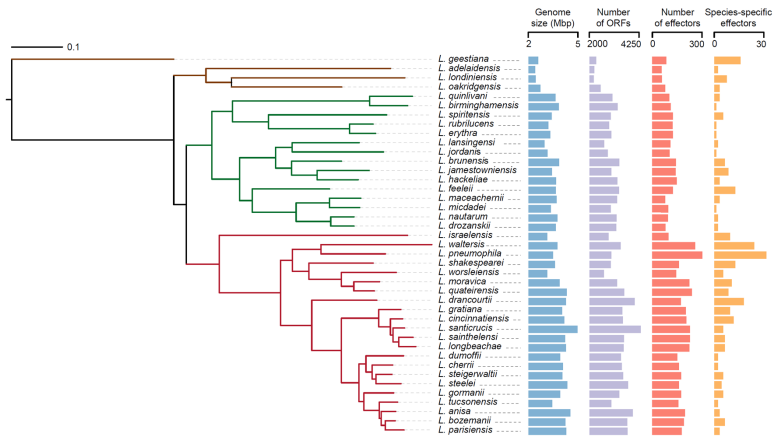 Genome size (Mbp)
Number of ORFs
Number of effectors
Species-specific effectors
0.1
2 5
2000 4250
0 300
0 30
L. geestiana
L. adelaidensis
L. londiniensis
L. oakridgensis
L. quinlivani
L. birminghamensis
L. spiritensis
L. rubrilucens
L. erythra
L. lansingensi
L. jordanis
L. brunensis
L. jamestowniensis
L. hackeliae
L. feeleii
L. maceachernii
L. micdadei
L. nautarum
L. drozanskii
L. israelensis
L. waltersis
L. pneumophila
L. shakespearei
L. worsleiensis
L. moravica
L. quateirensis
L. drancourtii
L. gratiana
L. cincinnatiensis
L. santicrucis
L. sainthelensi
L. longbeachae
L. dumoffii
L. cherrii
L. steigerwaltii
L. steelei
L. gormanii
L. tucsonensis
L. anisa
L. bozemanii
L. parisiensis